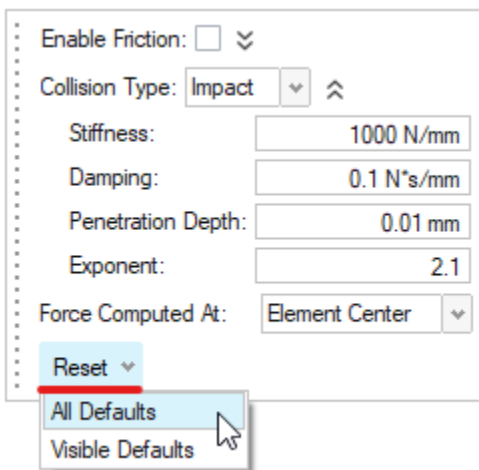 Enable Friction:
Collision Type: Impact
Stiffness: 1000 N/mm
Damping: 0.1 N*s/mm
Penetration Depth: 0.01 mm
Exponent: 2.1
Force Computed At: Element Center
Reset
All Defaults
Visible Defaults